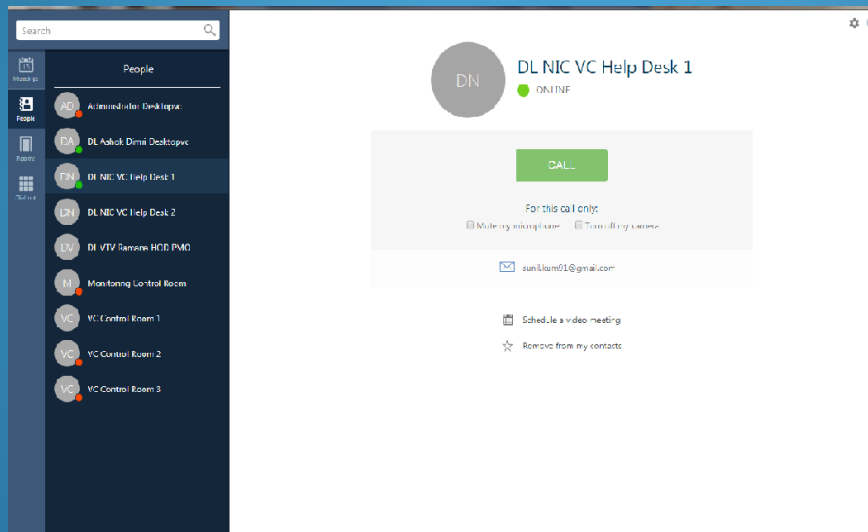 Search
Meetings
People
Rooms
Dial out
People
AD Administrator Desktopvc
DA DL Ashok Dimri Desktopvc
DN DL NIC VC Help Desk 1
DN DL NIC VC Help Desk 2
DV DL VTV Ramana HOD PMO
M Monitoring Control Room
VC VC Control Room 1
VC VC Control Room 2
VC VC Control Room 3
DN
DL NIC VC Help Desk 1
ONLINE
CALL
For this call only:
Mute my microphone Turn off my camera
Schedule a video meeting
Remove from my contacts